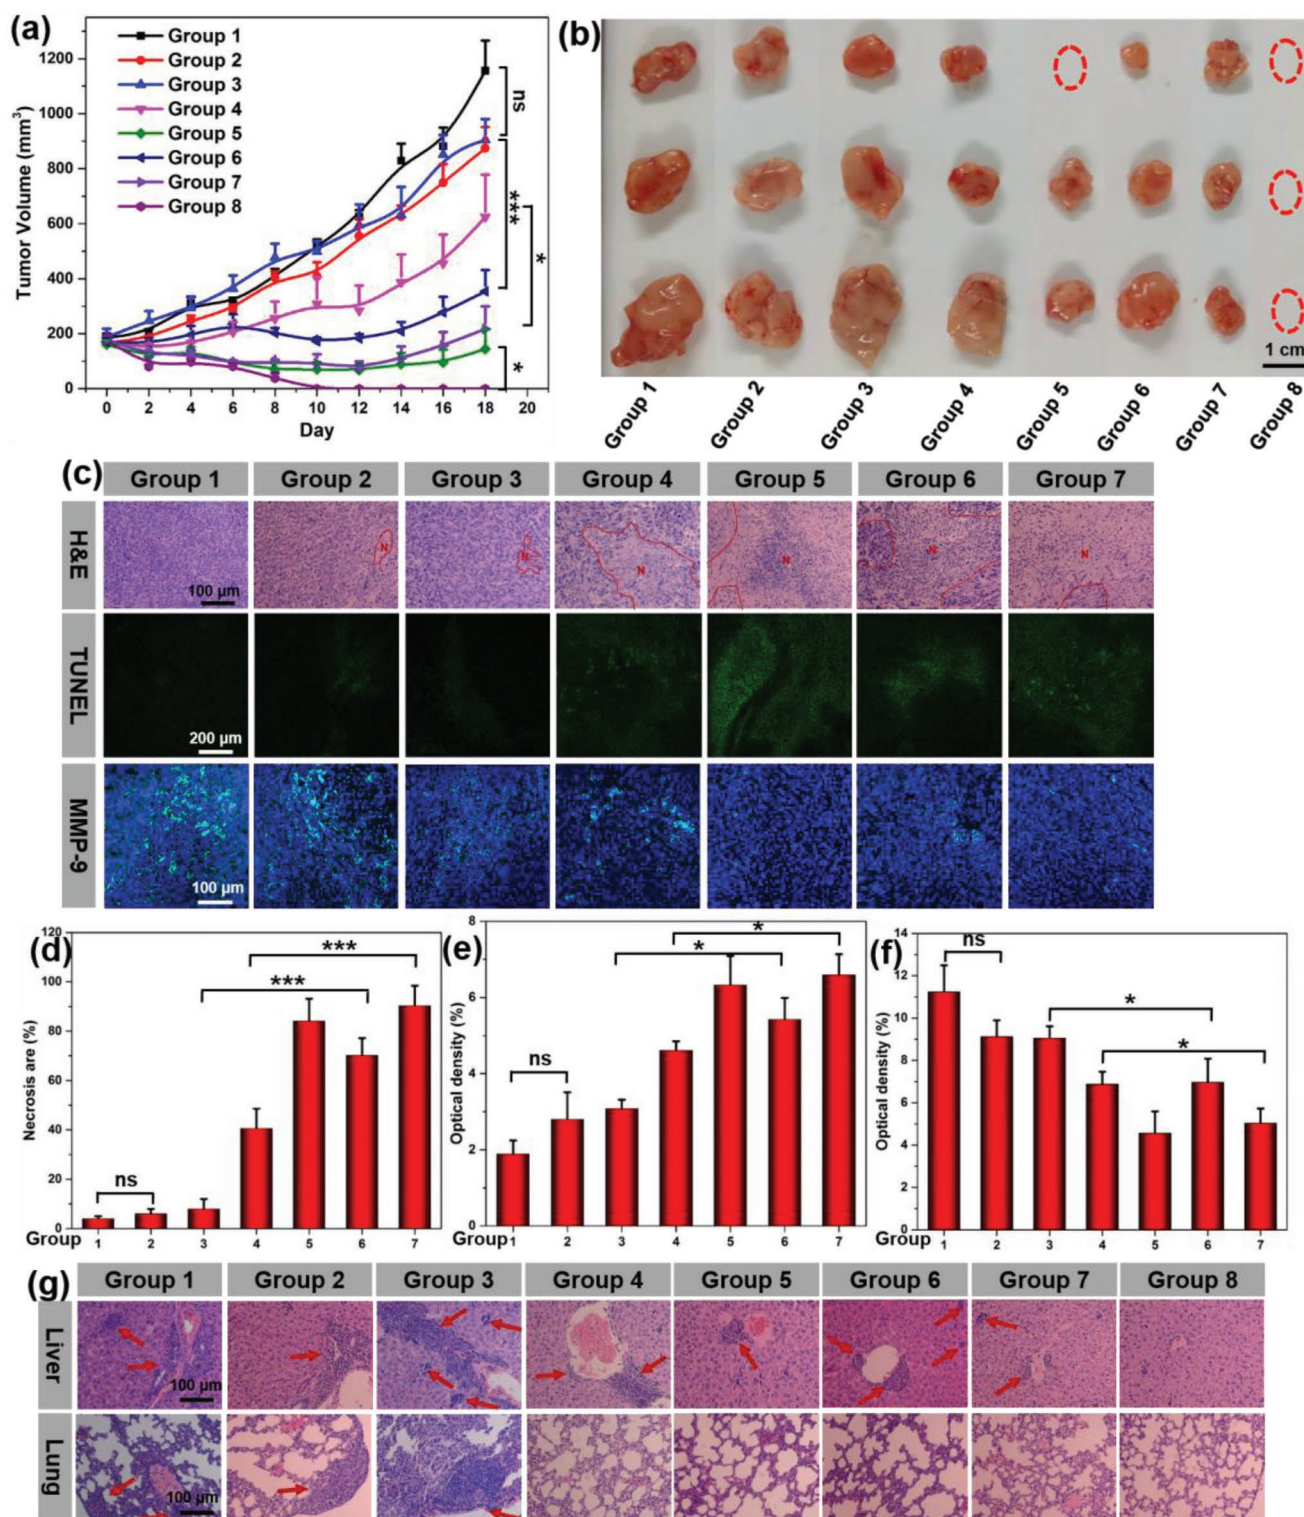 (a)
Group 1
Group 2
Group 3
Group 4
Group 5
Group 6
Group 7
Group 8
Tumor Volume (mm³)
1200
1000
800
600
400
200
0
0 2 4 6 8 10 12 14 16 18 20
Day
ns
***
*
*
(b)
1 cm
Group 1 Group 2 Group 3 Group 4 Group 5 Group 6 Group 7 Group 8
(c)
Group 1 Group 2 Group 3 Group 4 Group 5 Group 6 Group 7
H&E
100 µm
N N N N N N
TUNEL
200 µm
MMP-9
100 µm
(d)
Necrosis are (%)
120
100
80
60
40
20
0
ns
***
***
Group
1 2 3 4 5 6 7
(e)
Optical density (%)
8
6
4
2
0
ns
*
*
Group
1 2 3 4 5 6 7
(f)
Optical density (%)
14
12
10
8
6
4
2
0
ns
*
*
Group
1 2 3 4 5 6 7
(g)
Group 1 Group 2 Group 3 Group 4 Group 5 Group 6 Group 7 Group 8
Liver
100 µm
Lung
100 µm